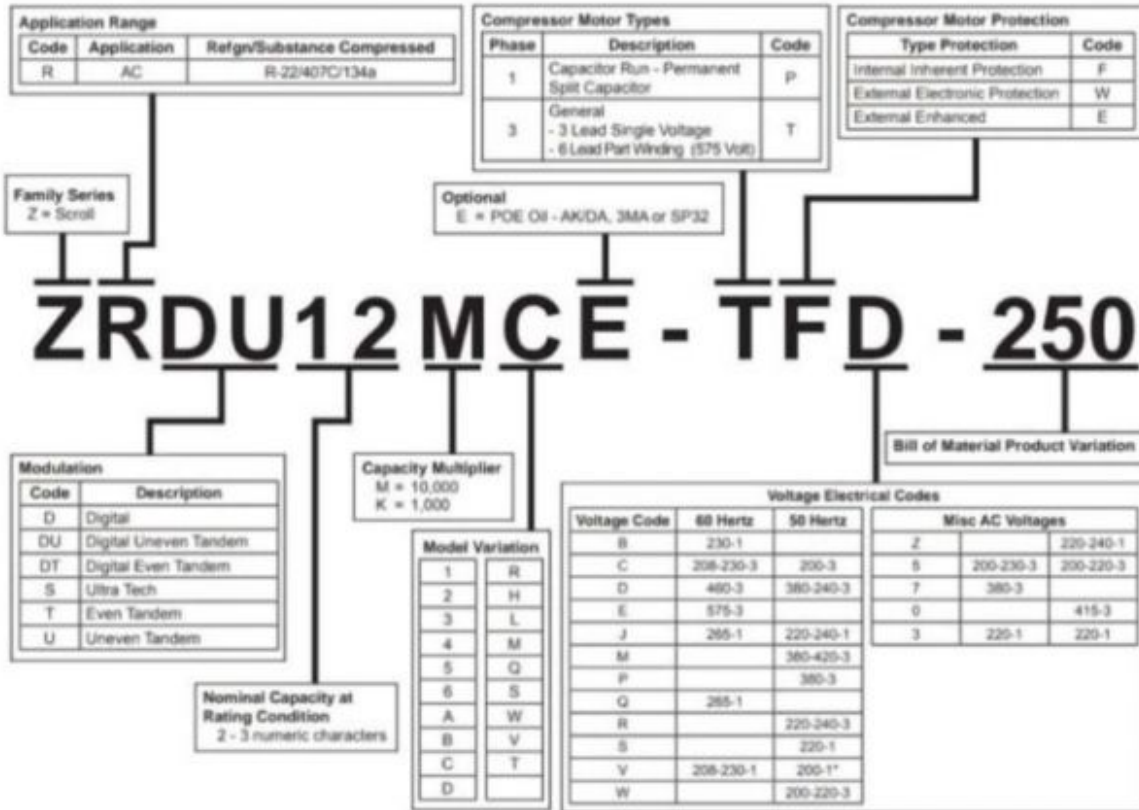 Application Range
Code Application Refgn/Substance Compressed
R AC R-22/407C/134a
Compressor Motor Types
Phase Description Code
1 Capacitor Run - Permanent Split Capacitor P
3 General
- 3 Lead Single Voltage
- 6 Lead Part Winding (575 Volt) T
Compressor Motor Protection
Type Protection Code
Internal Inherent Protection F
External Electronic Protection W
External Enhanced E
Family Series
Z = Scroll
Optional
E = POE Oil - AK/DA, 3MA or SP32
ZRDU12MCE - TFD - 250
Modulation
Code Description
D Digital
DU Digital Uneven Tandem
DT Digital Even Tandem
S Ultra Tech
T Even Tandem
U Uneven Tandem
Nominal Capacity at
Rating Condition
2 - 3 numeric characters
Capacity Multiplier
M = 10,000
K = 1,000
Model Variation
1 R
2 H
3 L
4 M
5 Q
6 S
A W
B V
C T
D
Bill of Material Product Variation
Voltage Electrical Codes
Voltage Code 60 Hertz 50 Hertz
B 230-1
C 208-230-3 200-3
D 460-3 380-240-3
E 575-3
J 265-1 220-240-1
M 380-420-3
P 380-3
Q 265-1
R 220-240-3
S 220-1
V 208-230-1 200-1*
W 200-220-3
Misc AC Voltages
Z 220-240-1
5 200-230-3 200-220-3
7 380-3
0 415-3
3 220-1 220-1